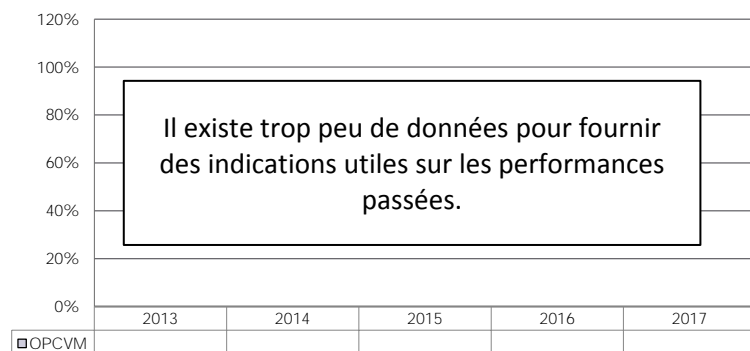 120%
100%
80%
60%
40%
20%
0%
Il existe trop peu de données pour fournir
des indications utiles sur les performances
passées.
2013 2014 2015 2016 2017
OPCVM